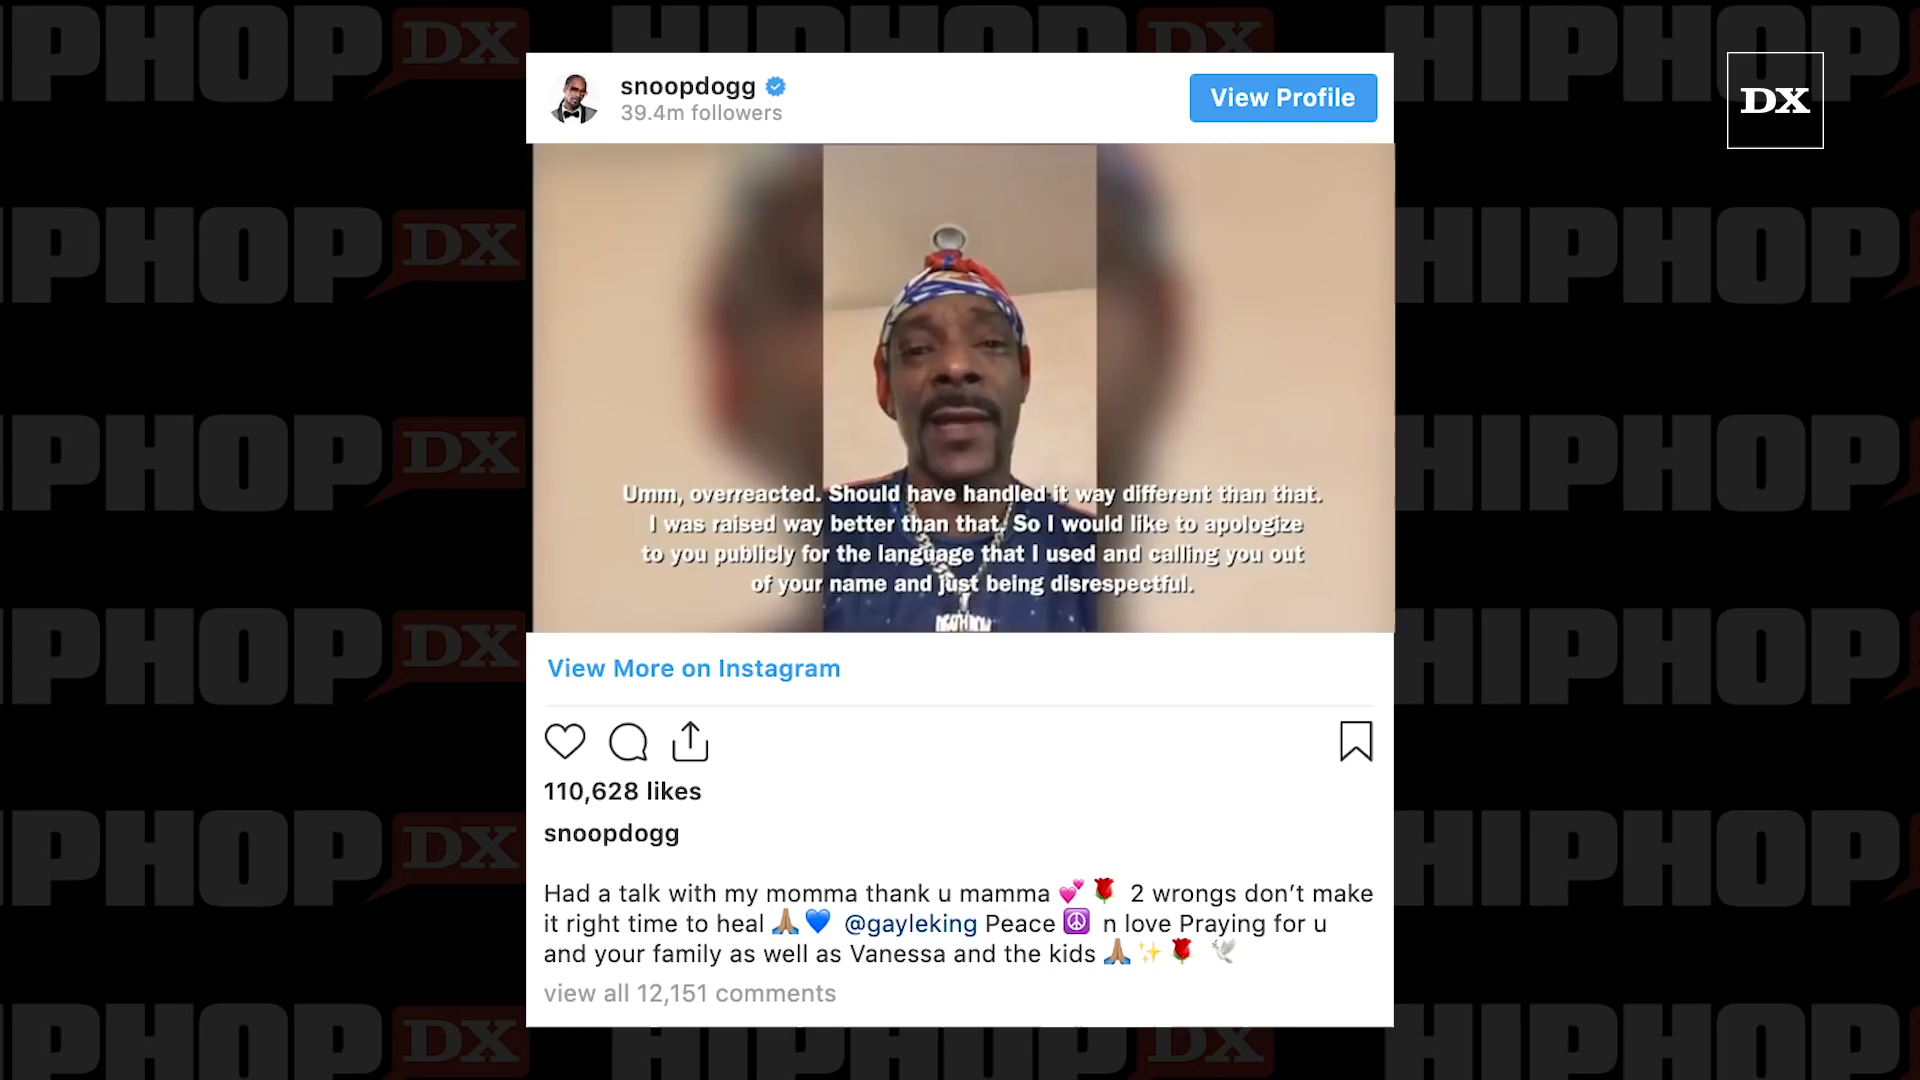 snoopdogg
39.4m followers
View Profile
DX
Umm, overreacted. Should have handled it way different than that.
I was raised way better than that. So I would like to apologize
to you publicly for the language that I used and calling you out
of your name and just being disrespectful.
View More on Instagram
110,628 likes
snoopdogg
Had a talk with my momma thank u mamma 💕🌹 2 wrongs don’t make
it right time to heal 🙏🏽💙 @gayleking Peace ☮️ n love Praying for u
and your family as well as Vanessa and the kids 🙏🏽✨🌹 🕊
view all 12,151 comments
HIPHOP DX